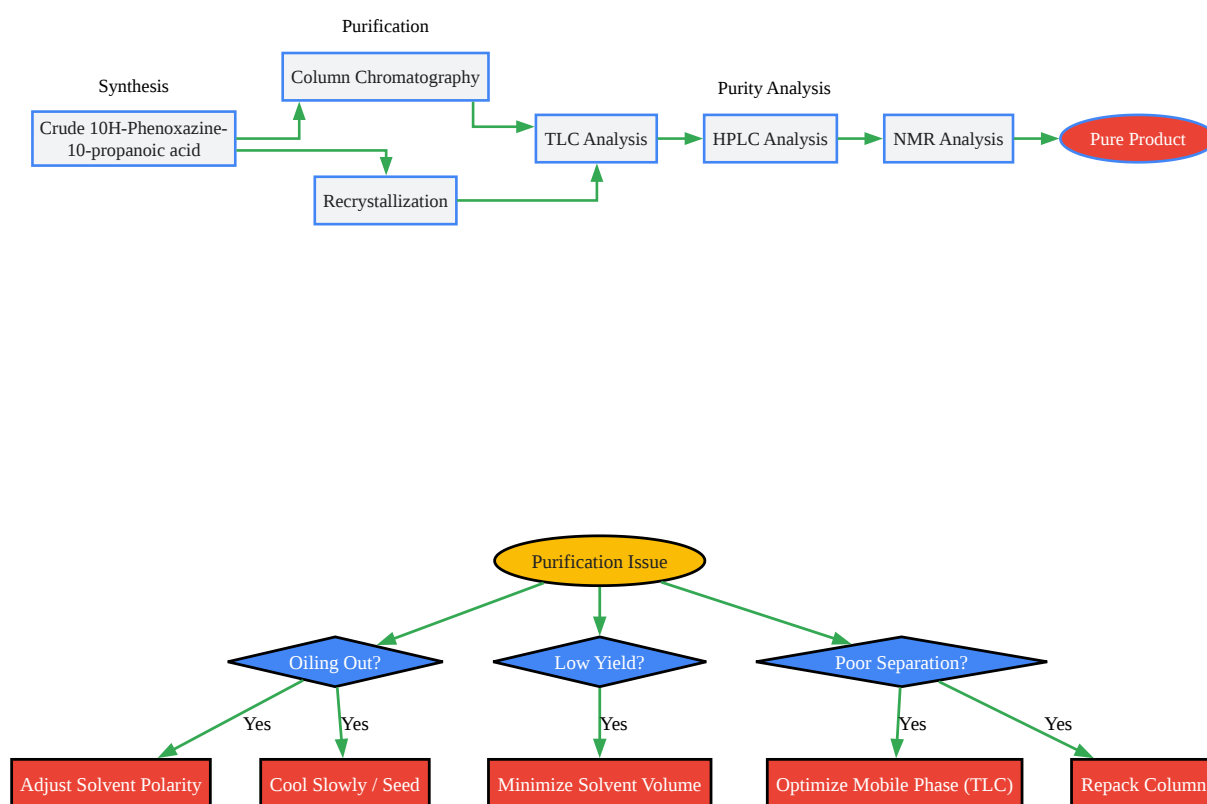 Purification
Synthesis
Column Chromatography
Purity Analysis
Crude 10H-Phenoxazine-
10-propanoic acid
TLC Analysis
HPLC Analysis
NMR Analysis
Pure Product
Recrystallization
Purification Issue
Oiling Out?
Low Yield?
Poor Separation?
Yes
Yes
Yes
Yes
Yes
Adjust Solvent Polarity
Cool Slowly / Seed
Minimize Solvent Volume
Optimize Mobile Phase (TLC)
Repack Column